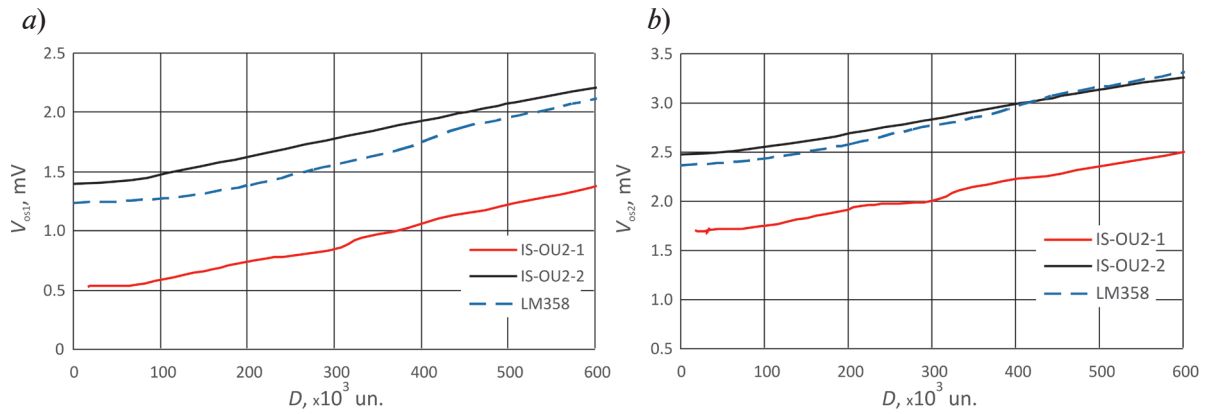 a)
2.5
2.0
1.5
1.0
0.5
0
V_os1, mV
IS-OU2-1
IS-OU2-2
LM358
0 100 200 300 400 500 600
D, x10³ un.
b)
3.5
3.0
2.5
2.0
1.5
1.0
0.5
V_os2, mV
IS-OU2-1
IS-OU2-2
LM358
0 100 200 300 400 500 600
D, x10³ un.